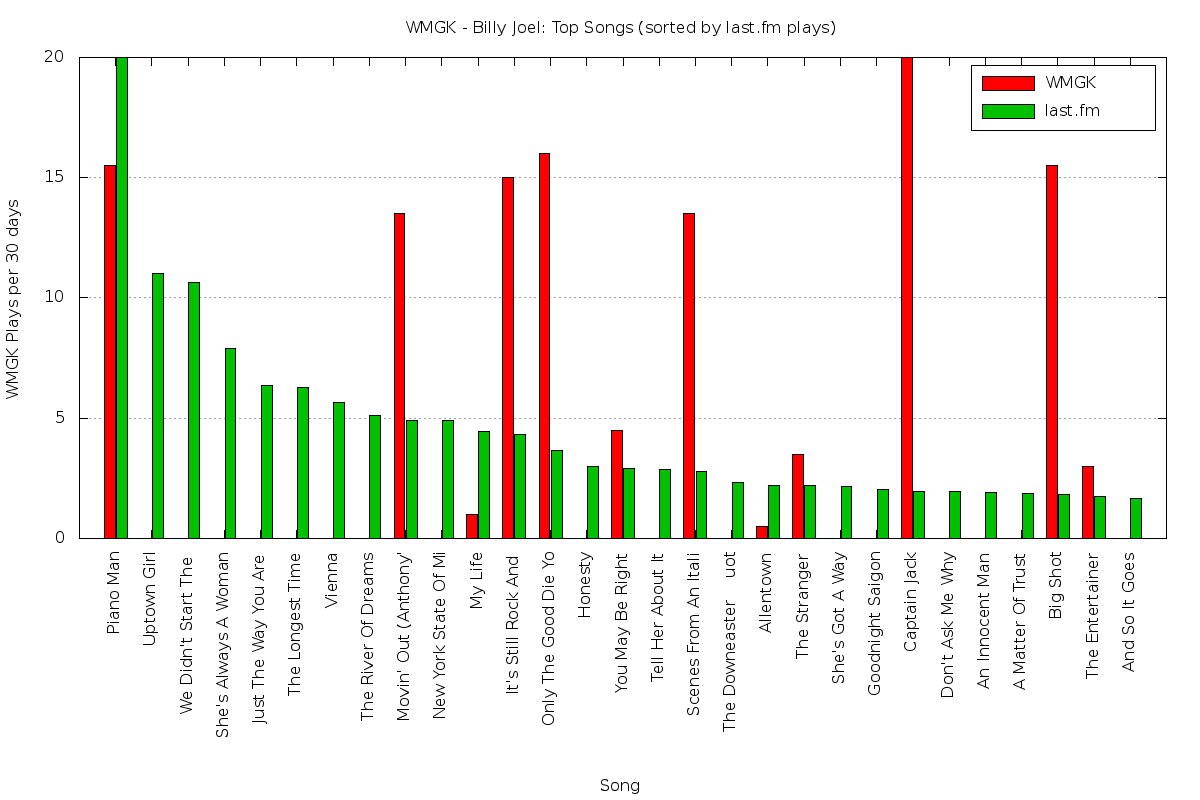 WMGK - Billy Joel: Top Songs (sorted by last.fm plays)
WMGK
last.fm
WMGK Plays per 30 days
20
15
10
5
0
Piano Man
Uptown Girl
We Didn't Start The
She's Always A Woman
Just The Way You Are
The Longest Time
Vienna
The River Of Dreams
Movin' Out (Anthony'
New York State Of Mi
My Life
It's Still Rock And
Only The Good Die Yo
Honesty
You May Be Right
Tell Her About It
Scenes From An Itali
The Downeaster uot
Allentown
The Stranger
She's Got A Way
Goodnight Saigon
Captain Jack
Don't Ask Me Why
An Innocent Man
A Matter Of Trust
Big Shot
The Entertainer
And So It Goes
Song